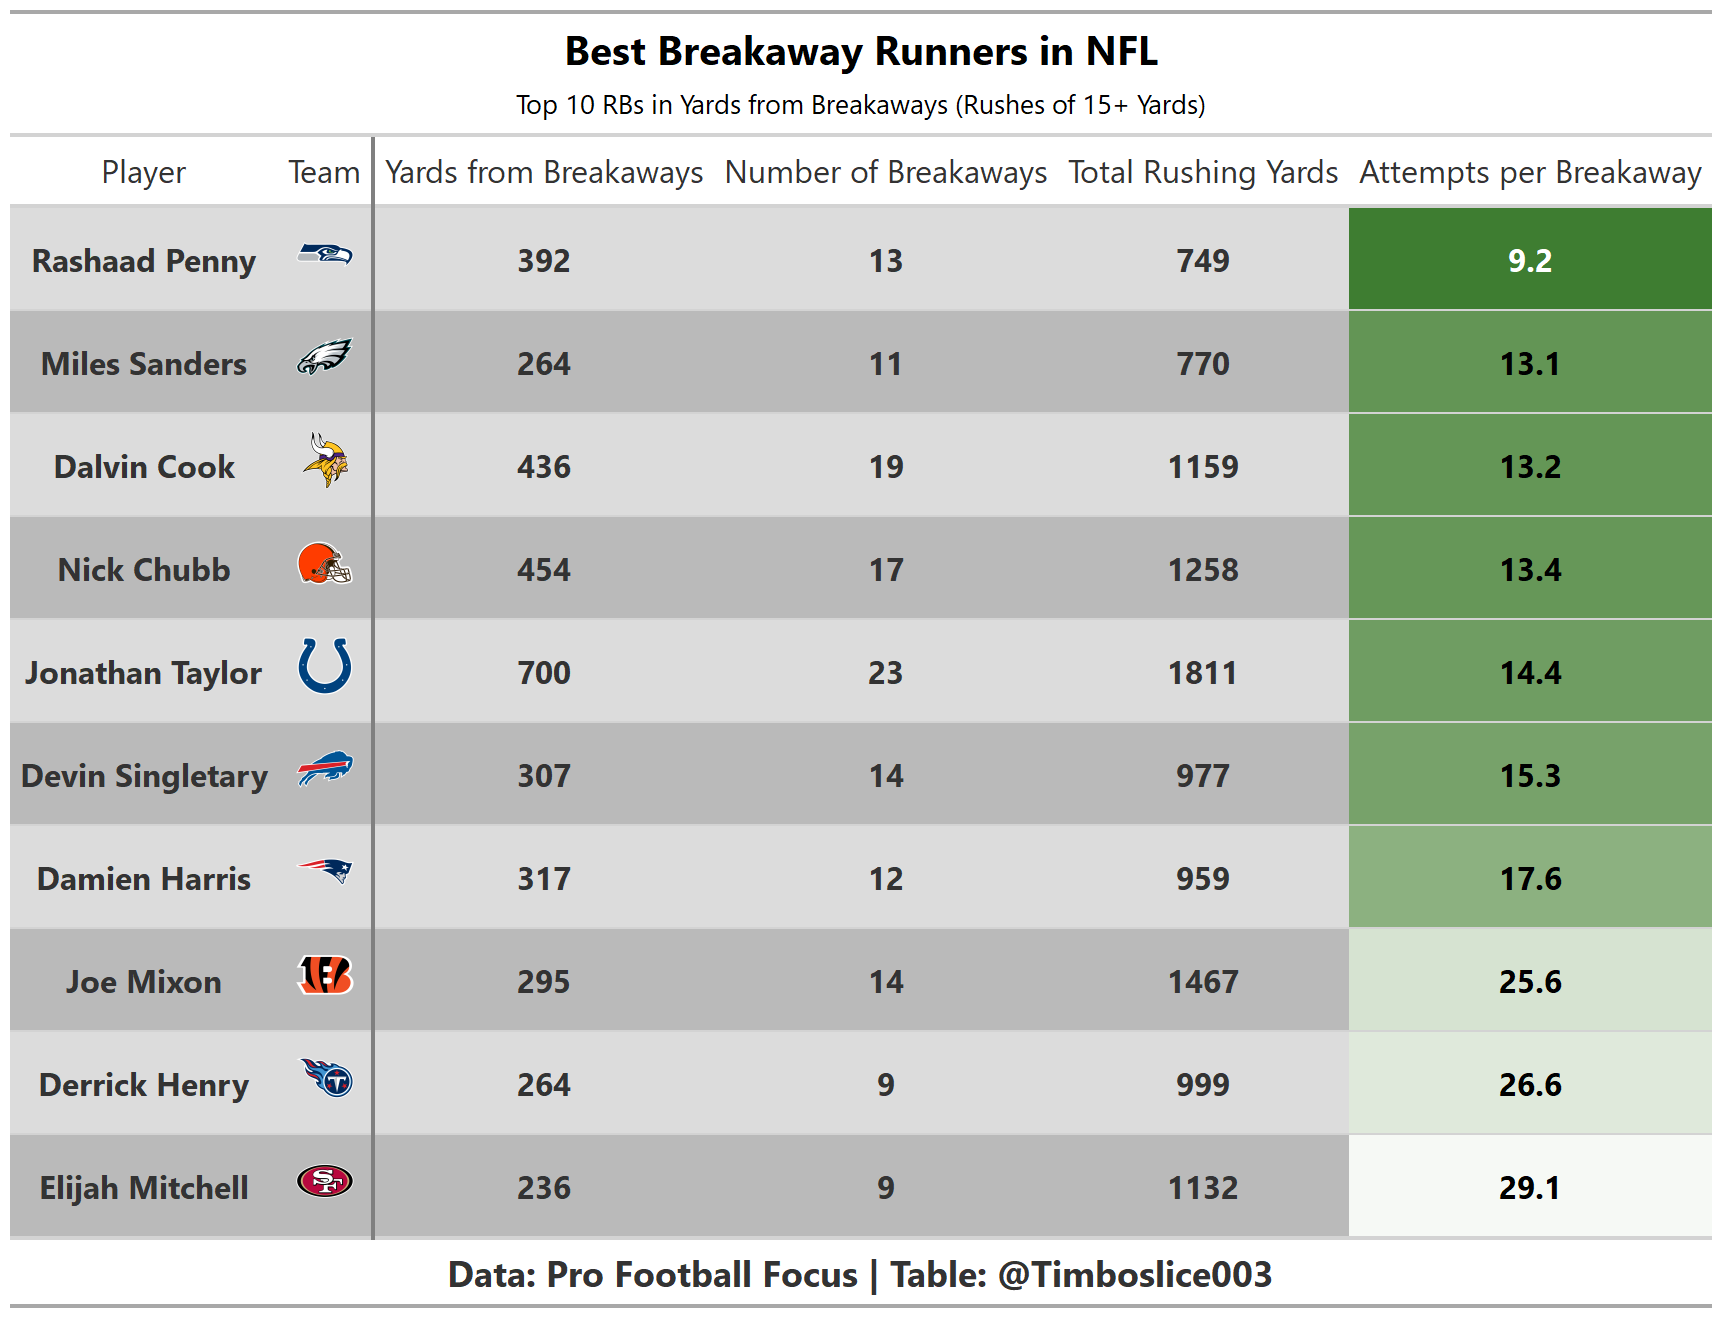 Best Breakaway Runners in NFL
Top 10 RBs in Yards from Breakaways (Rushes of 15+ Yards)
Player Team Yards from Breakaways Number of Breakaways Total Rushing Yards Attempts per Breakaway
Rashaad Penny 392 13 749 9.2
Miles Sanders 264 11 770 13.1
Dalvin Cook 436 19 1159 13.2
Nick Chubb 454 17 1258 13.4
Jonathan Taylor 700 23 1811 14.4
Devin Singletary 307 14 977 15.3
Damien Harris 317 12 959 17.6
Joe Mixon B 295 14 1467 25.6
Derrick Henry T 264 9 999 26.6
Elijah Mitchell SF 236 9 1132 29.1
Data: Pro Football Focus | Table: @Timboslice003